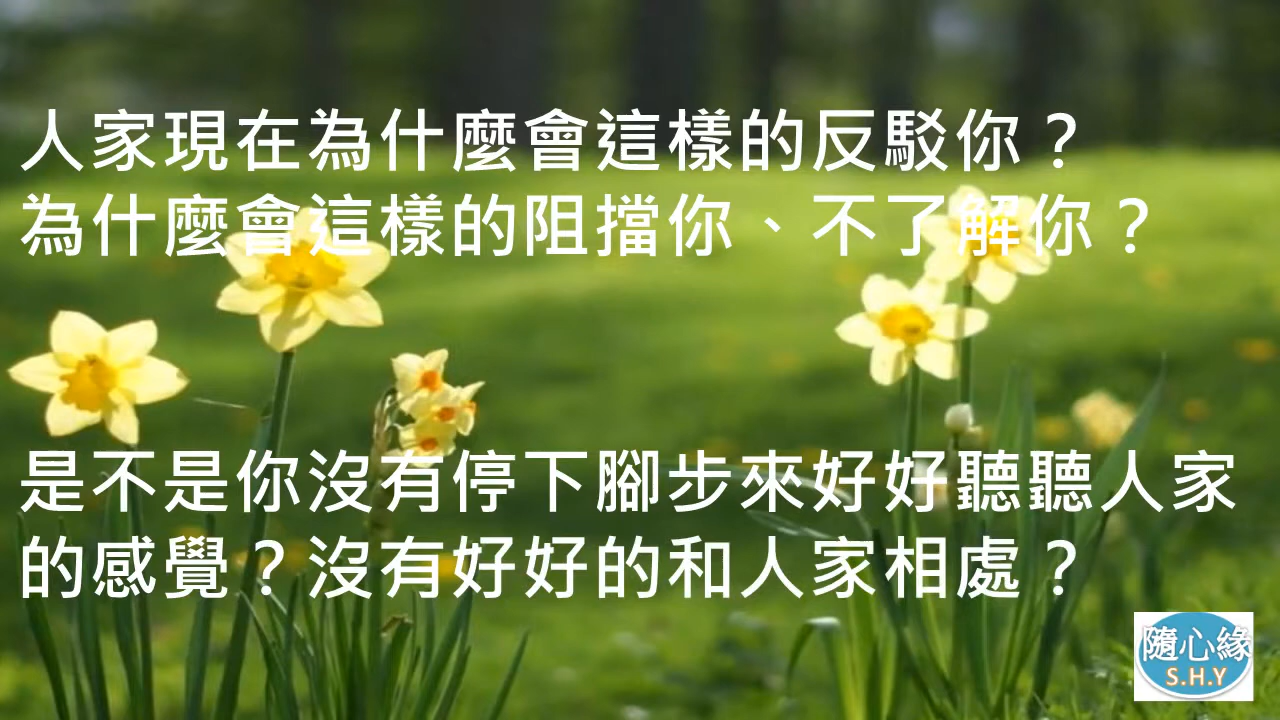 人家現在為什麼會這樣的反駁你？
為什麼會這樣的阻擋你、不了解你？
是不是你沒有停下腳步來好好聽聽人家
的感覺？沒有好好的和人家相處？
隨心緣
S.H.Y